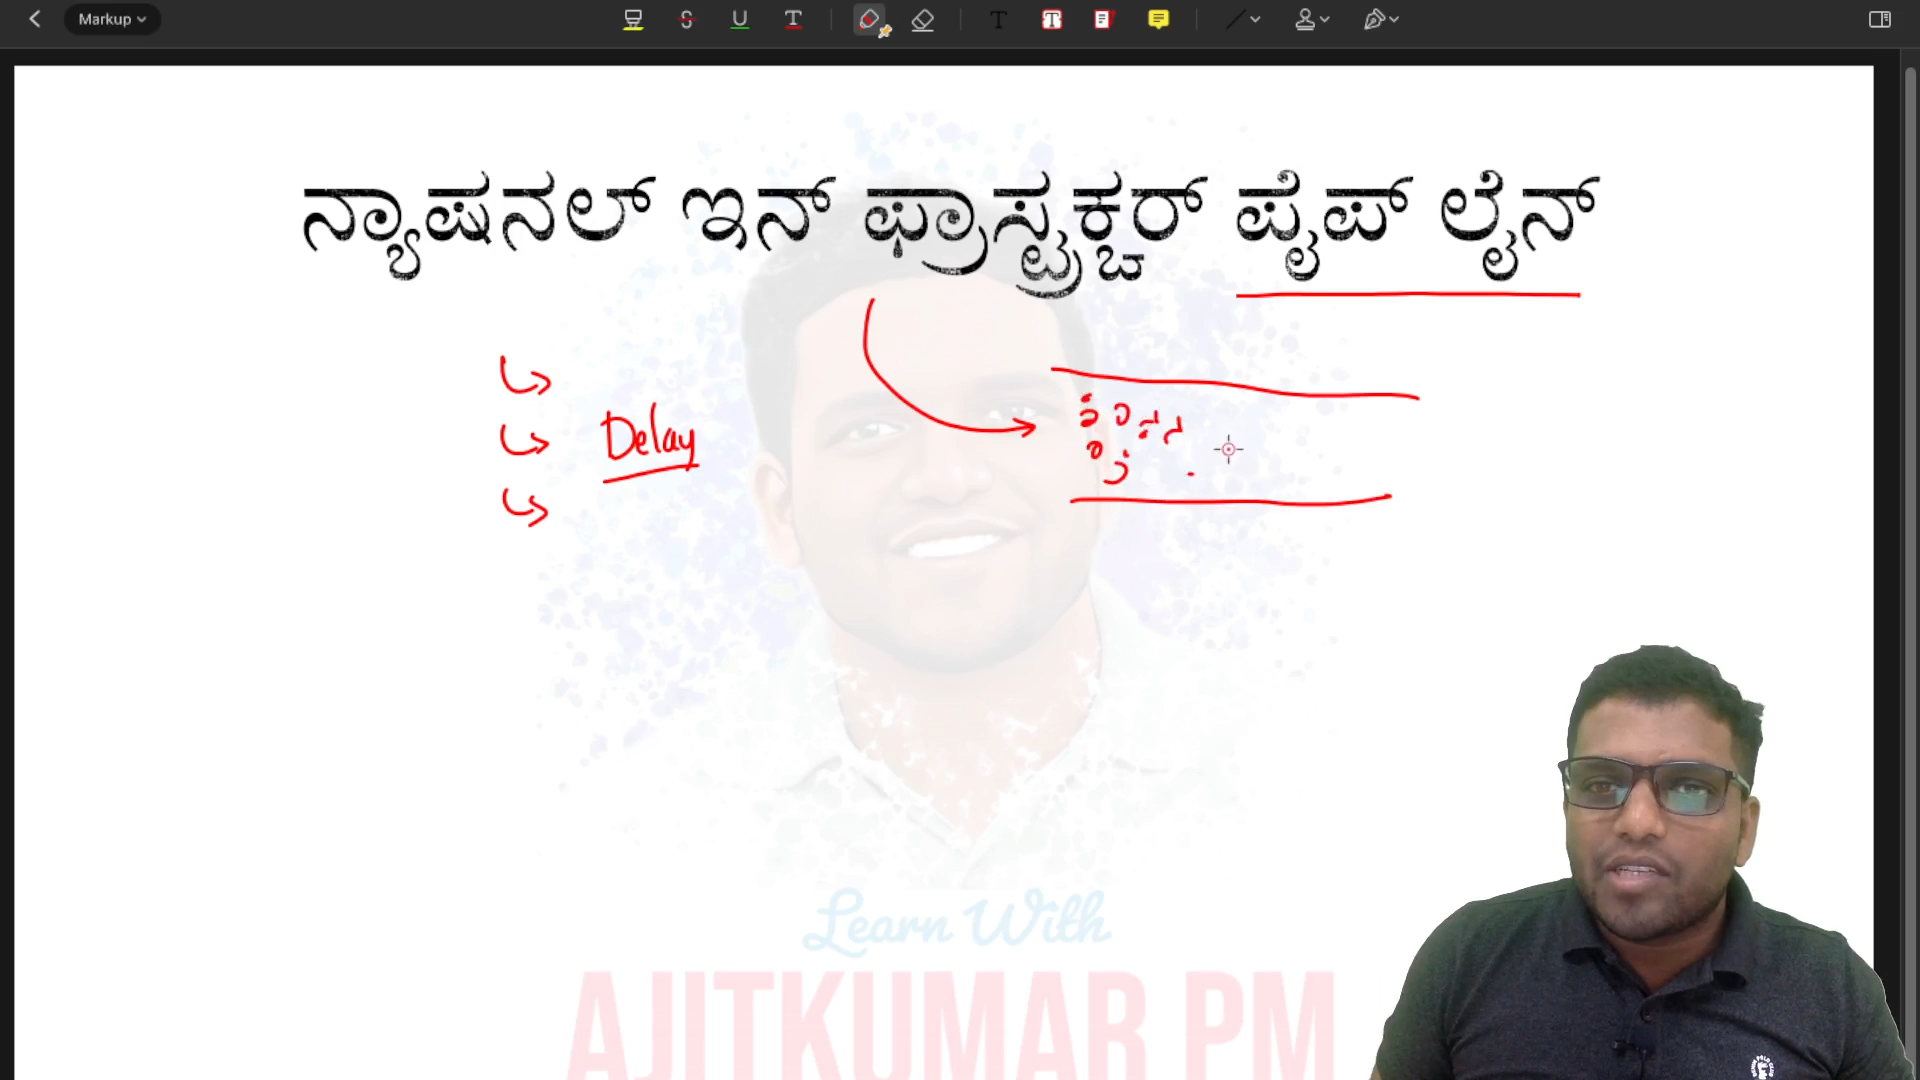 Markup
ನ್ಯಾಷನಲ್ ಇನ್ ಫ್ರಾಸ್ಟ್ರಕ್ಚರ್ ಪೈಪ್ ಲೈನ್
Delay
Learn With
AJITKUMAR PM